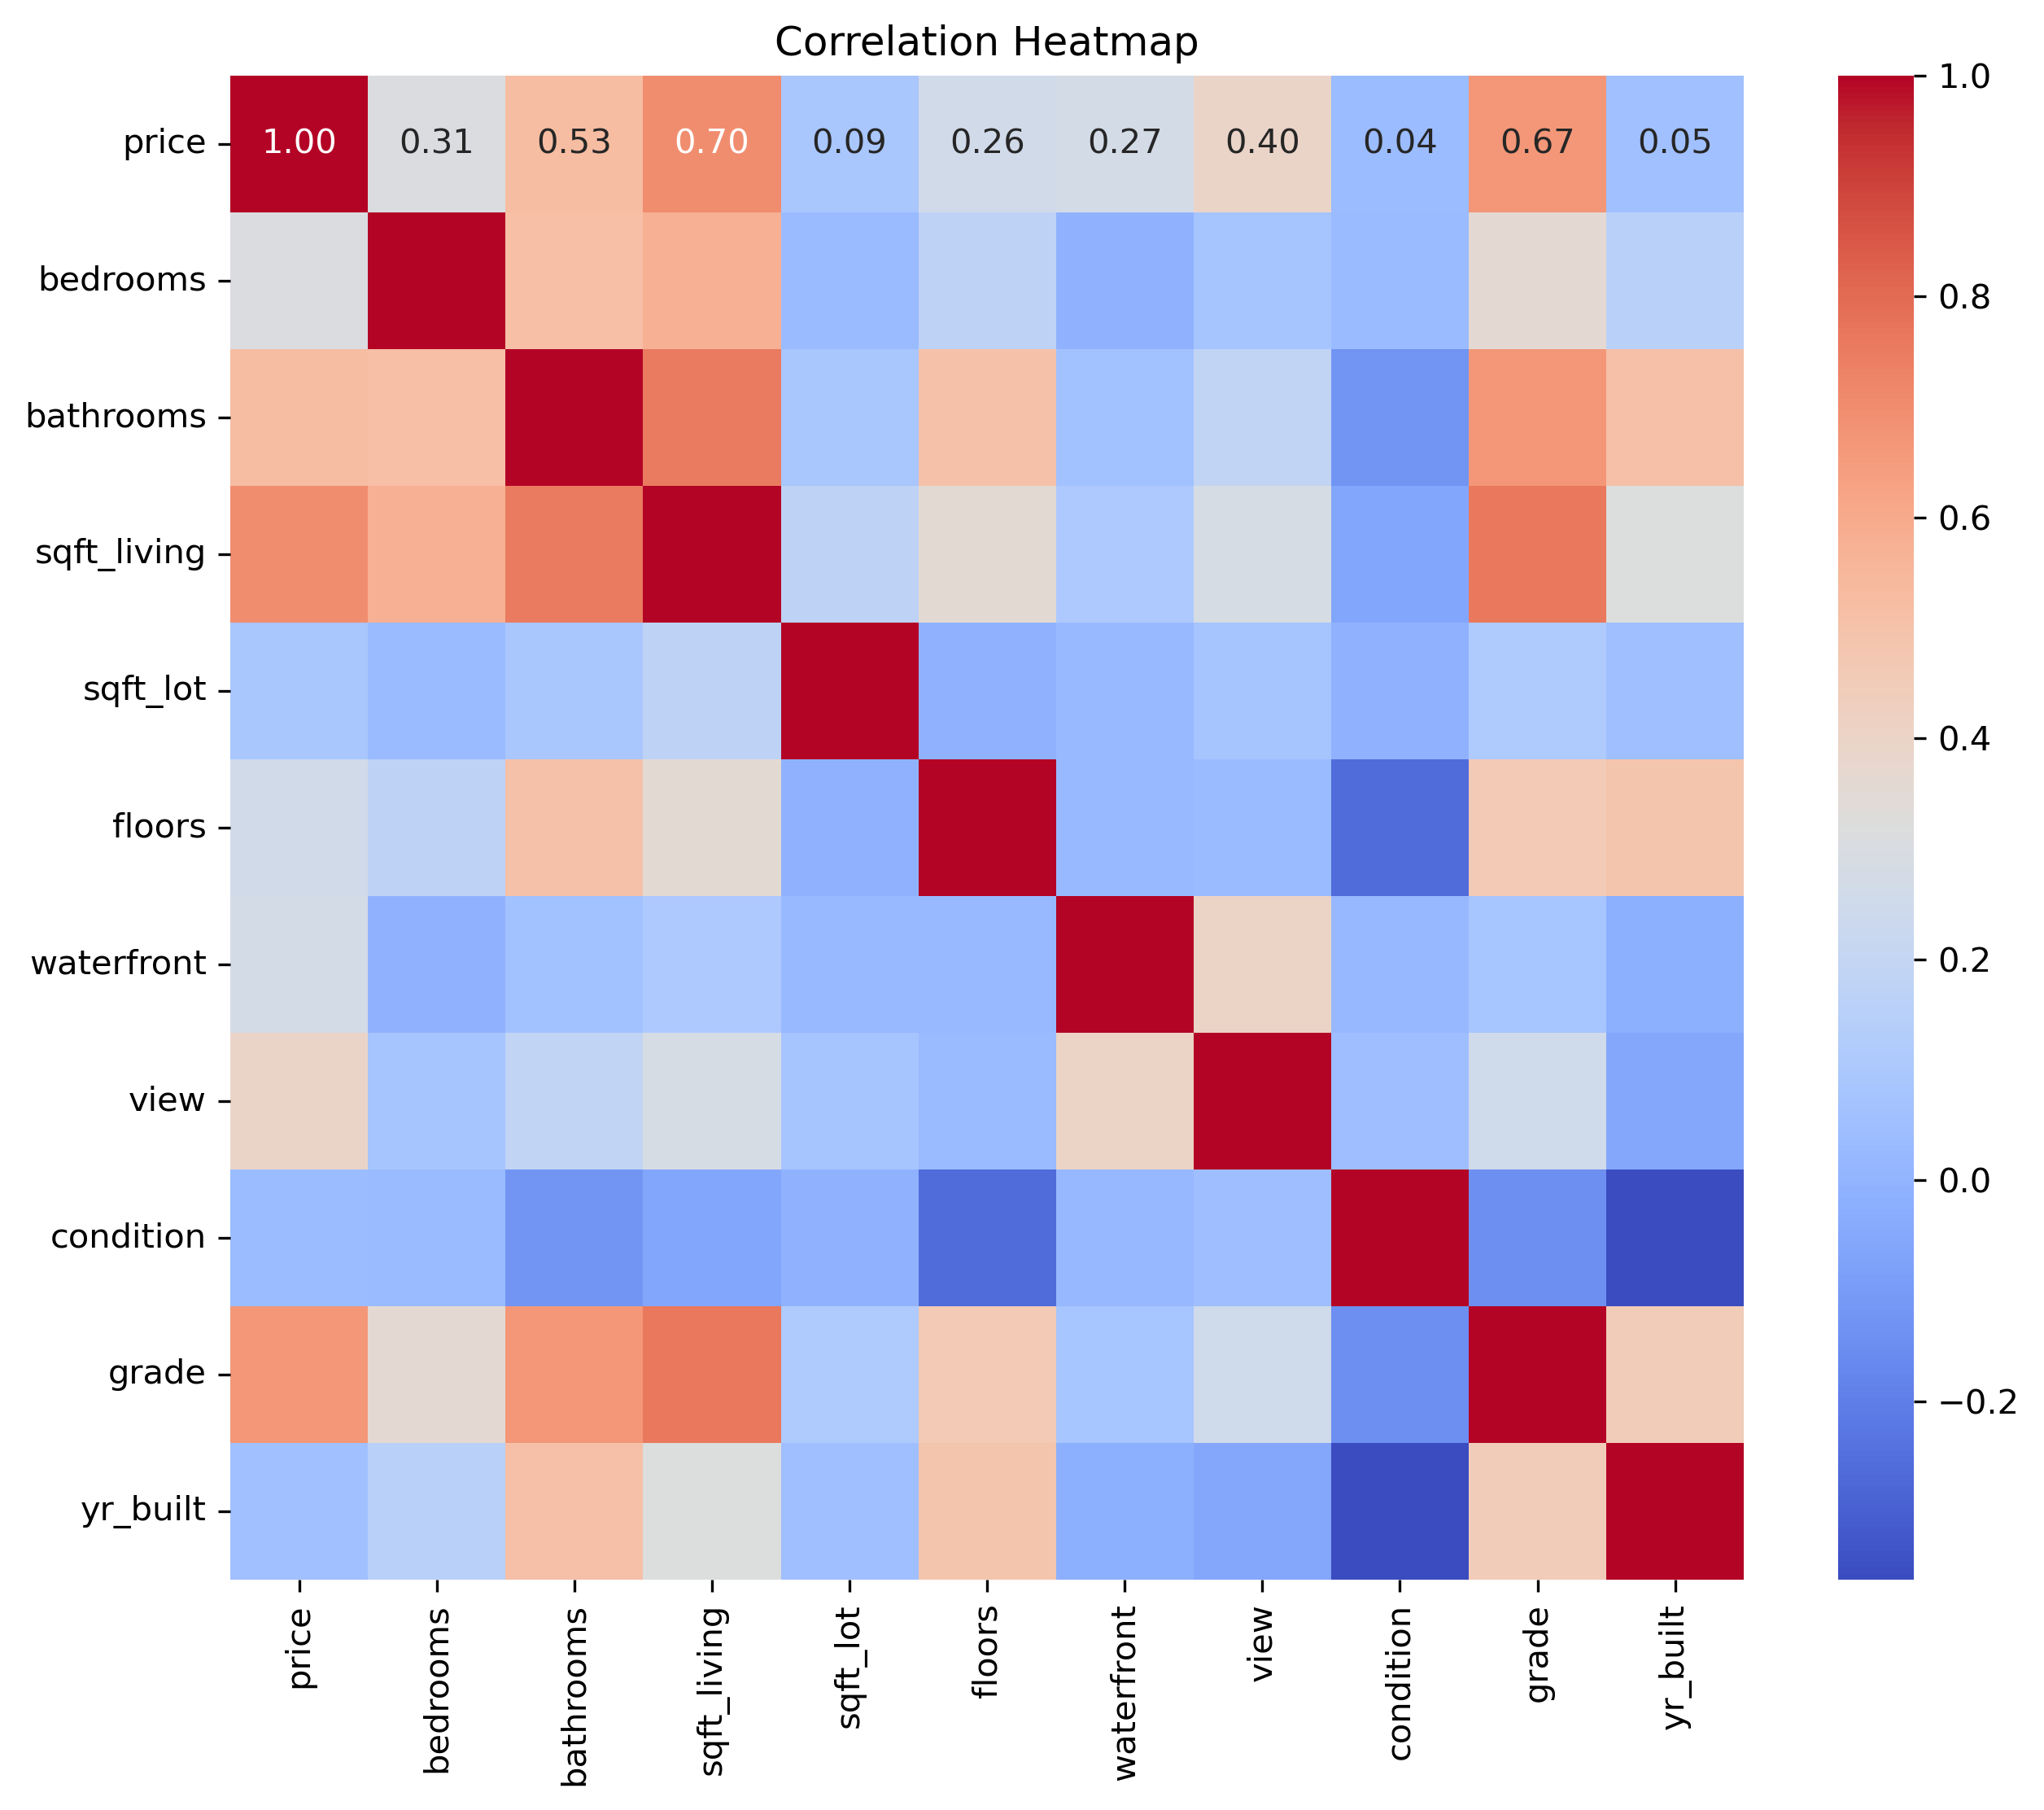 Correlation Heatmap
price 1.00 0.31 0.53 0.70 0.09 0.26 0.27 0.40 0.04 0.67 0.05
bedrooms
bathrooms
sqft_living
sqft_lot
floors
waterfront
view
condition
grade
yr_built
price bedrooms bathrooms sqft_living sqft_lot floors waterfront view condition grade yr_built
1.0
0.8
0.6
0.4
0.2
0.0
−0.2